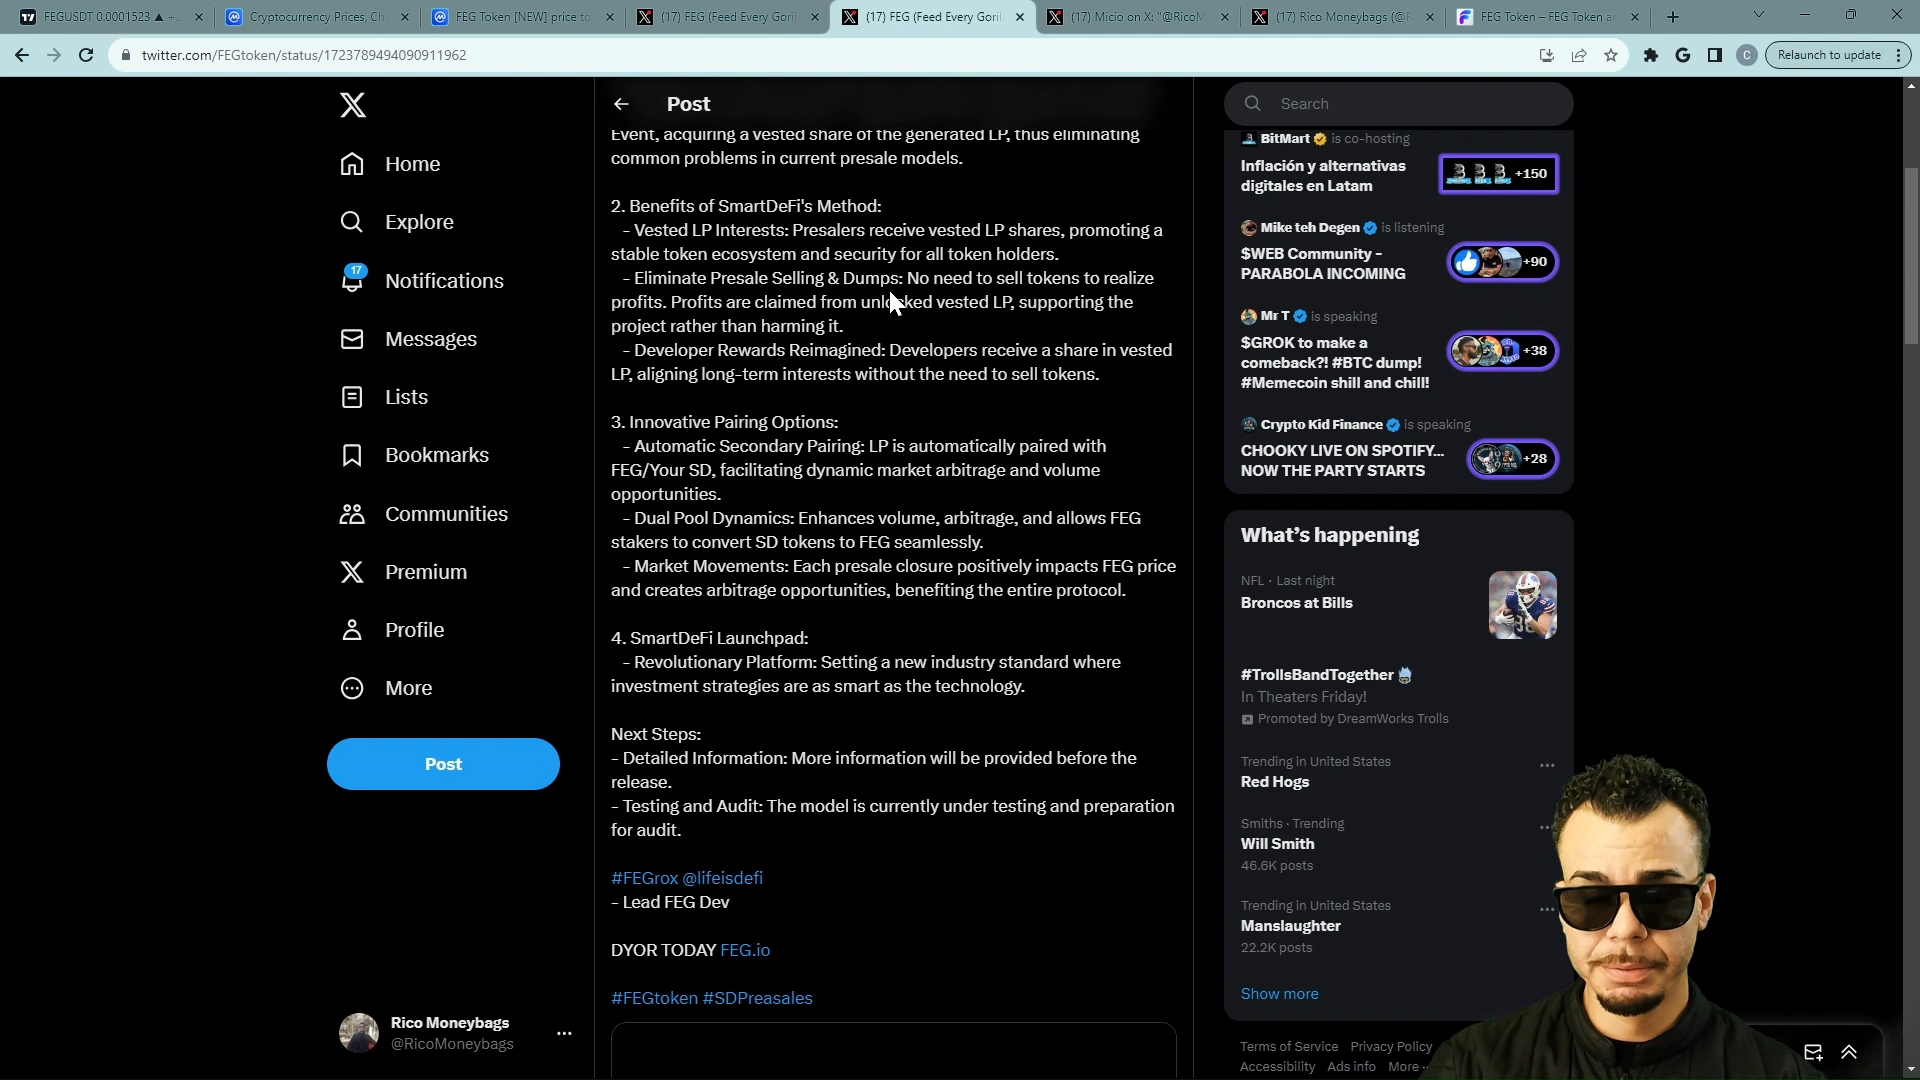 FEGUSDT 0.0001523 ▲ +2
Cryptocurrency Prices, Ch
FEG Token [NEW] price to
(17) FEG (Feed Every Goril
(17) FEG (Feed Every Goril
(17) Micio on X: "@RicoM
(17) Rico Moneybags (@R
FEG Token – FEG Token a
twitter.com/FEGtoken/status/1723789494090911962
C
Relaunch to update
Home
Explore
17
Notifications
Messages
Lists
Bookmarks
Communities
Premium
Profile
More
Post
Rico Moneybags
@RicoMoneybags
Post
Event, acquiring a vested share of the generated LP, thus eliminating
common problems in current presale models.
2. Benefits of SmartDeFi's Method:
- Vested LP Interests: Presalers receive vested LP shares, promoting a
stable token ecosystem and security for all token holders.
- Eliminate Presale Selling & Dumps: No need to sell tokens to realize
profits. Profits are claimed from unlocked vested LP, supporting the
project rather than harming it.
- Developer Rewards Reimagined: Developers receive a share in vested
LP, aligning long-term interests without the need to sell tokens.
3. Innovative Pairing Options:
- Automatic Secondary Pairing: LP is automatically paired with
FEG/Your SD, facilitating dynamic market arbitrage and volume
opportunities.
- Dual Pool Dynamics: Enhances volume, arbitrage, and allows FEG
stakers to convert SD tokens to FEG seamlessly.
- Market Movements: Each presale closure positively impacts FEG price
and creates arbitrage opportunities, benefiting the entire protocol.
4. SmartDeFi Launchpad:
- Revolutionary Platform: Setting a new industry standard where
investment strategies are as smart as the technology.
Next Steps:
- Detailed Information: More information will be provided before the
release.
- Testing and Audit: The model is currently under testing and preparation
for audit.
#FEGrox @lifeisdefi
- Lead FEG Dev
DYOR TODAY FEG.io
#FEGtoken #SDPreasales
Search
BitMart is co-hosting
Inflación y alternativas
digitales en Latam
+150
Mike teh Degen is listening
$WEB Community -
PARABOLA INCOMING
+90
Mr T is speaking
$GROK to make a
comeback?! #BTC dump!
#Memecoin shill and chill!
+38
Crypto Kid Finance is speaking
CHOOKY LIVE ON SPOTIFY...
NOW THE PARTY STARTS
+28
What's happening
NFL · Last night
Broncos at Bills
#TrollsBandTogether
In Theaters Friday!
Promoted by DreamWorks Trolls
Trending in United States
Red Hogs
Smiths · Trending
Will Smith
46.6K posts
Trending in United States
Manslaughter
22.2K posts
Show more
Terms of Service Privacy Policy
Accessibility Ads info More